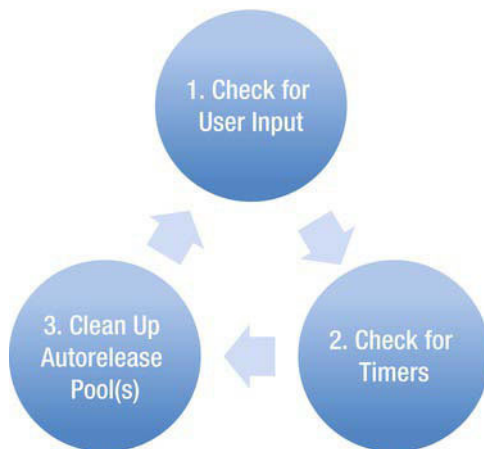 1. Check for
User Input
2. Check for
Timers
3. Clean Up
Autorelease
Pool(s)